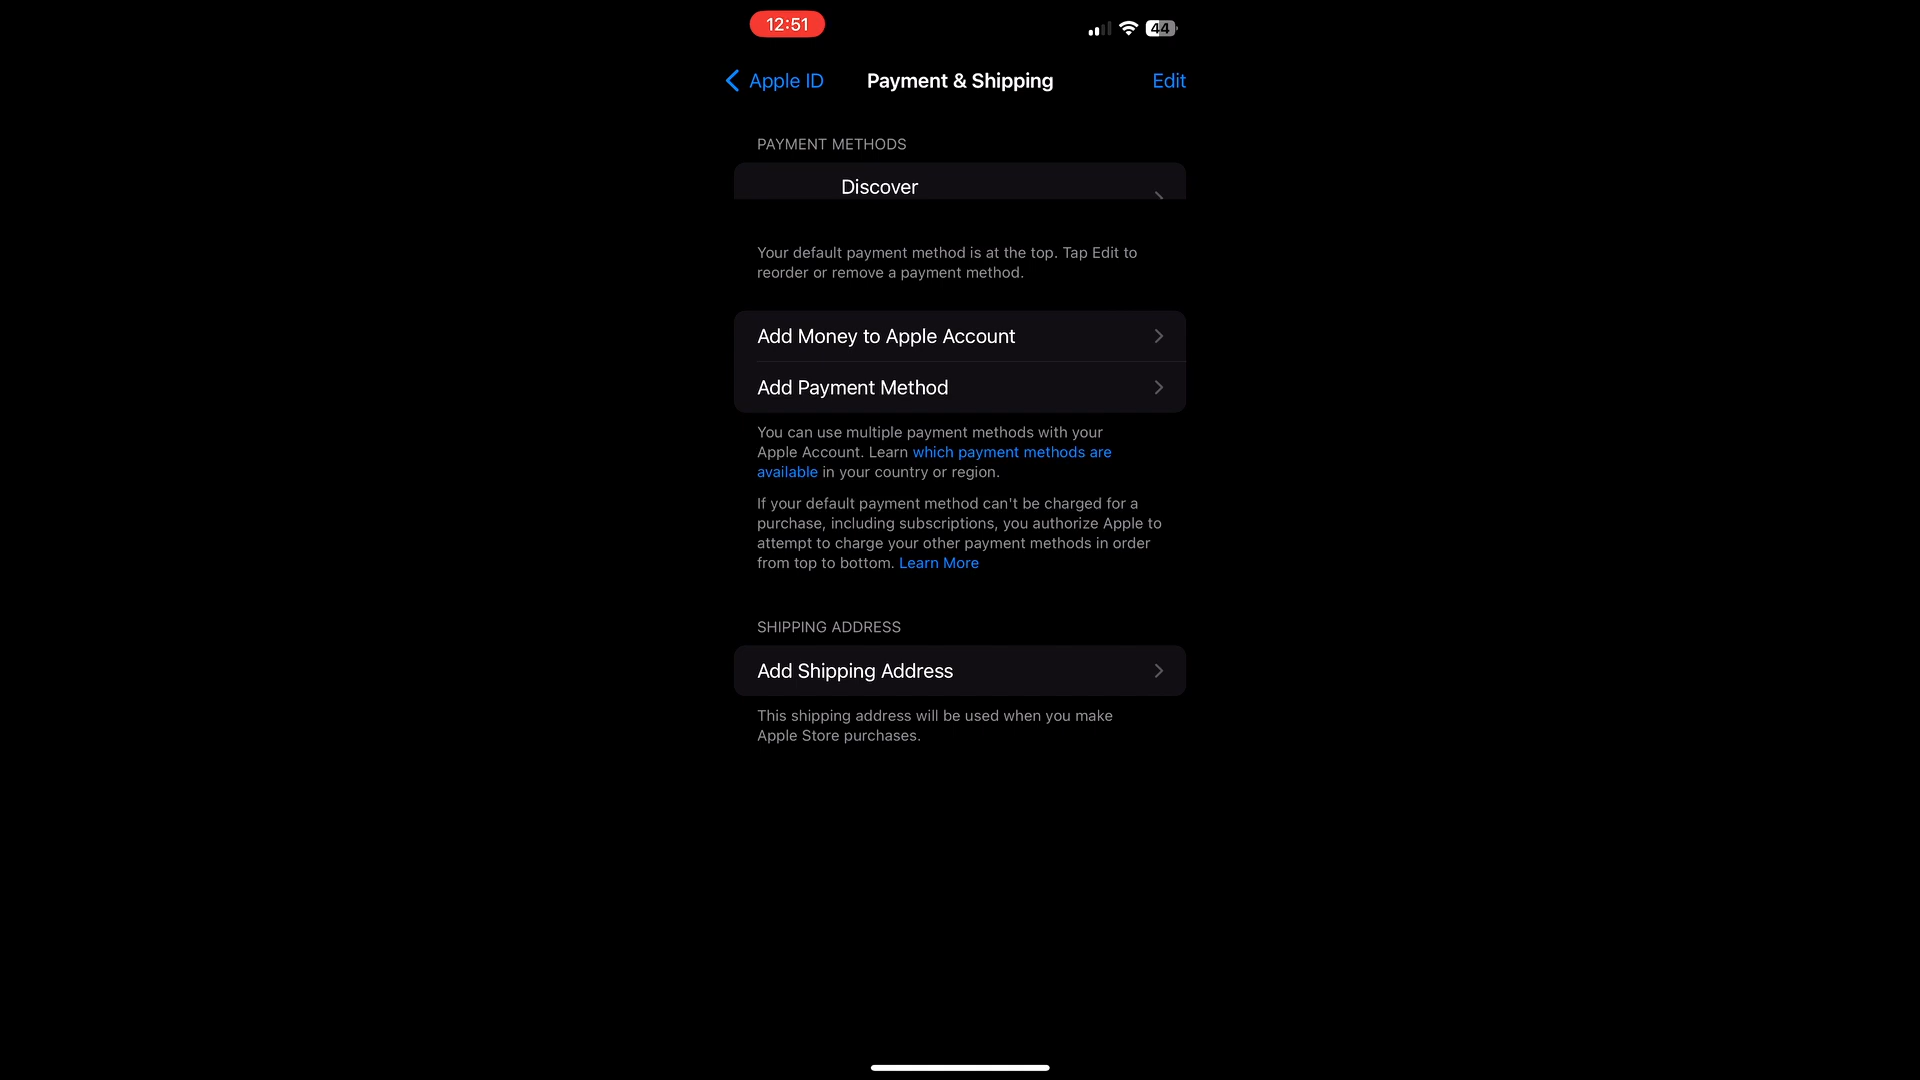 12:51
44
Apple ID
Payment & Shipping
Edit
PAYMENT METHODS
Discover
Your default payment method is at the top. Tap Edit to
reorder or remove a payment method.
Add Money to Apple Account
Add Payment Method
You can use multiple payment methods with your
Apple Account. Learn which payment methods are
available in your country or region.
If your default payment method can't be charged for a
purchase, including subscriptions, you authorize Apple to
attempt to charge your other payment methods in order
from top to bottom. Learn More
SHIPPING ADDRESS
Add Shipping Address
This shipping address will be used when you make
Apple Store purchases.